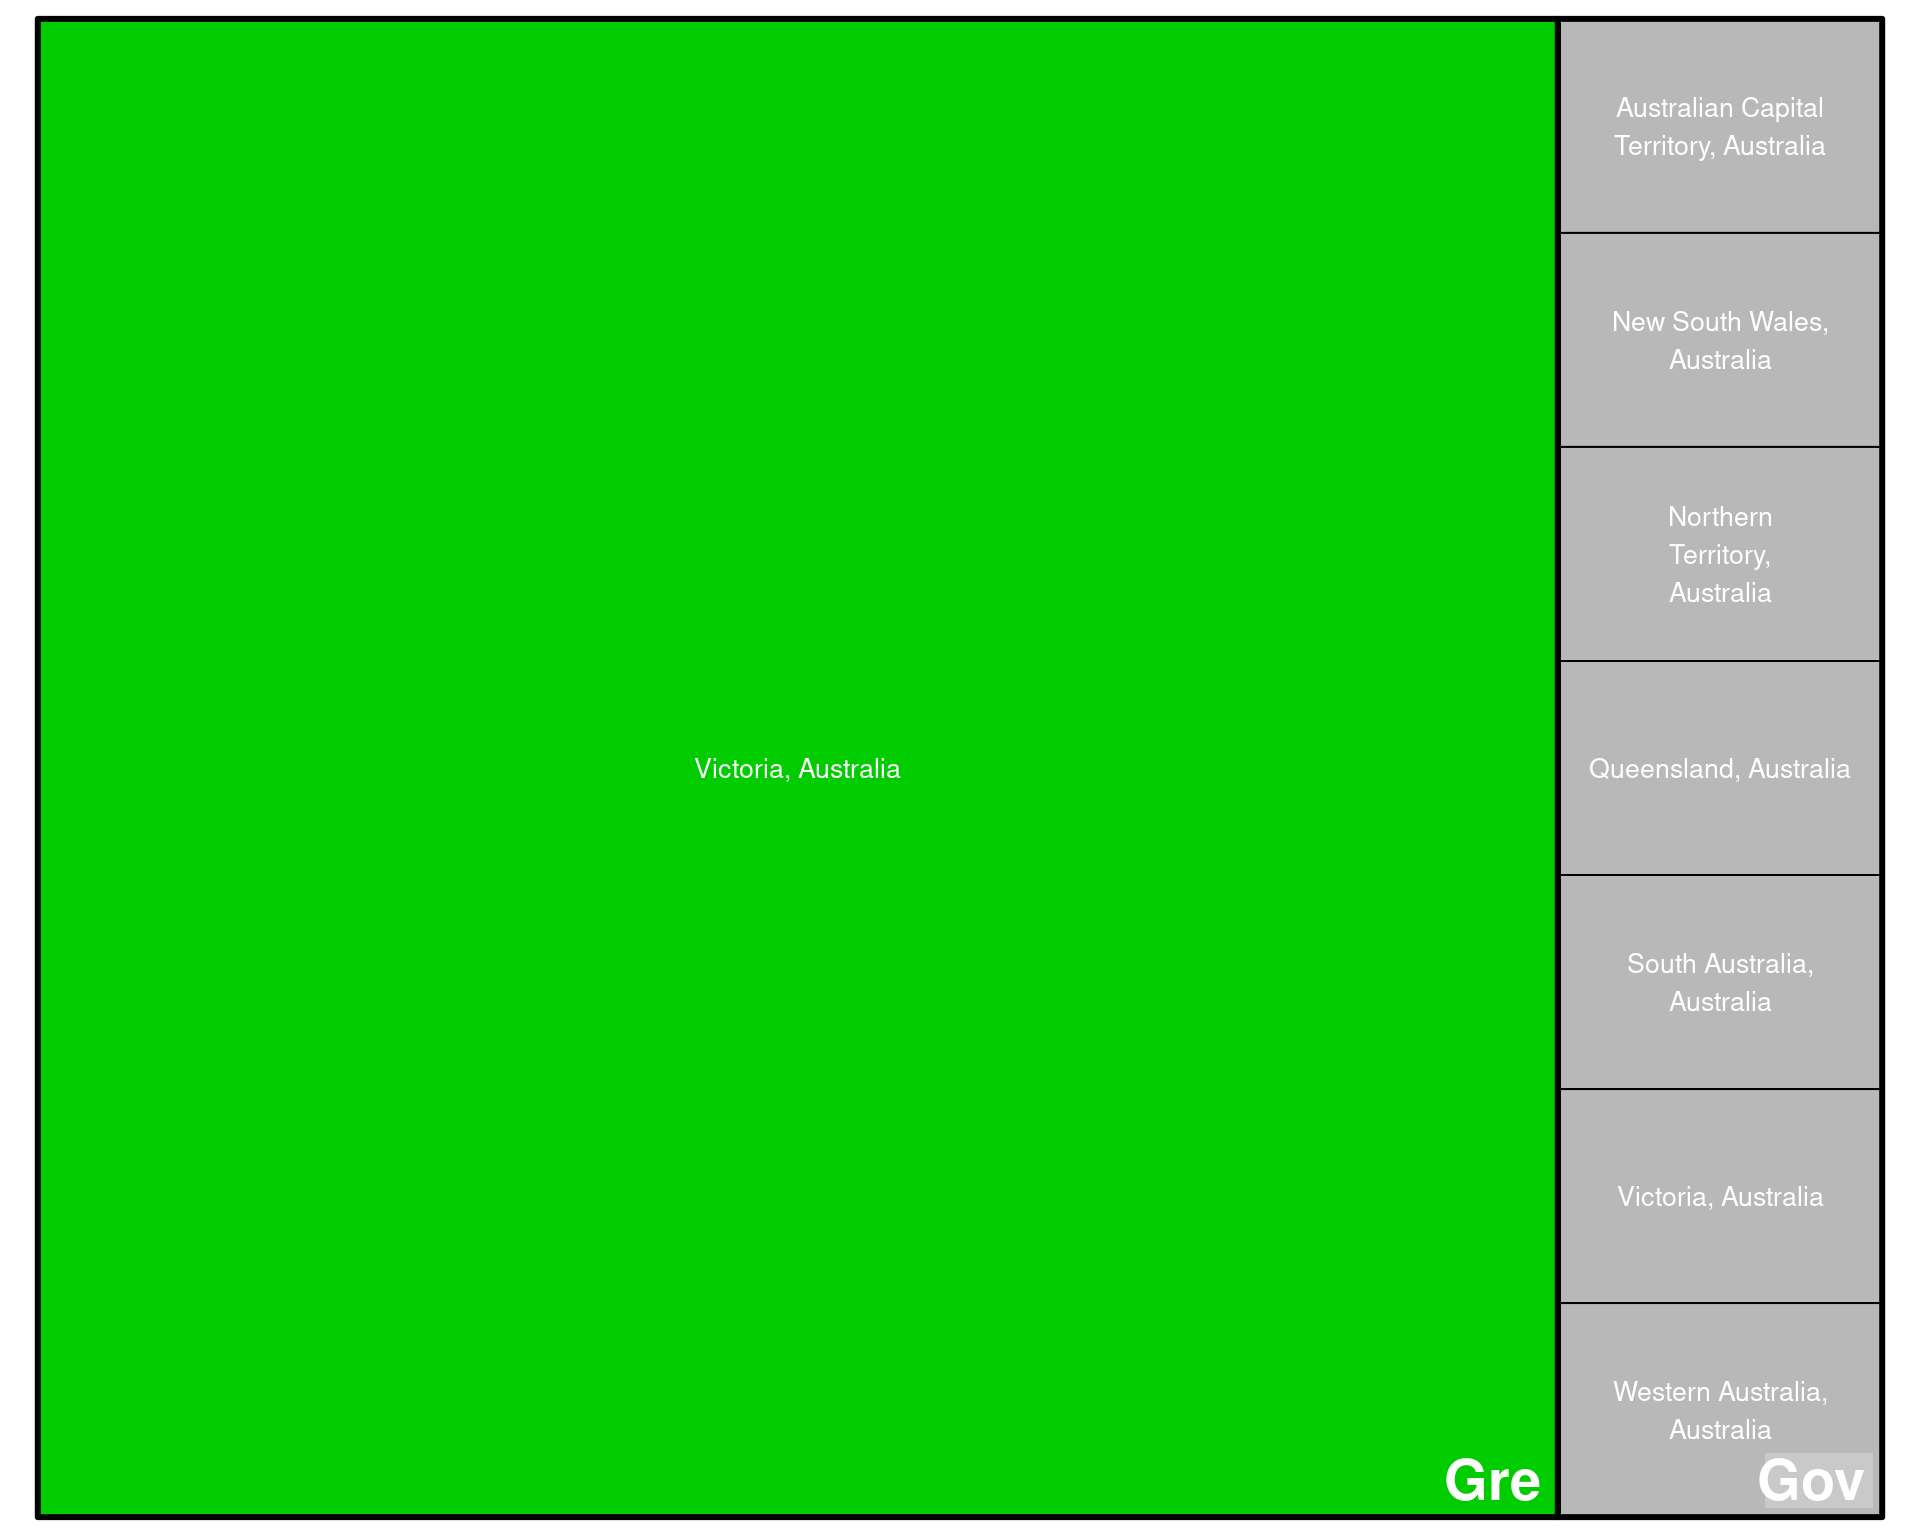 Victoria, Australia
Gre
Australian Capital
Territory, Australia
New South Wales,
Australia
Northern
Territory,
Australia
Queensland, Australia
South Australia,
Australia
Victoria, Australia
Western Australia,
Australia
Gov